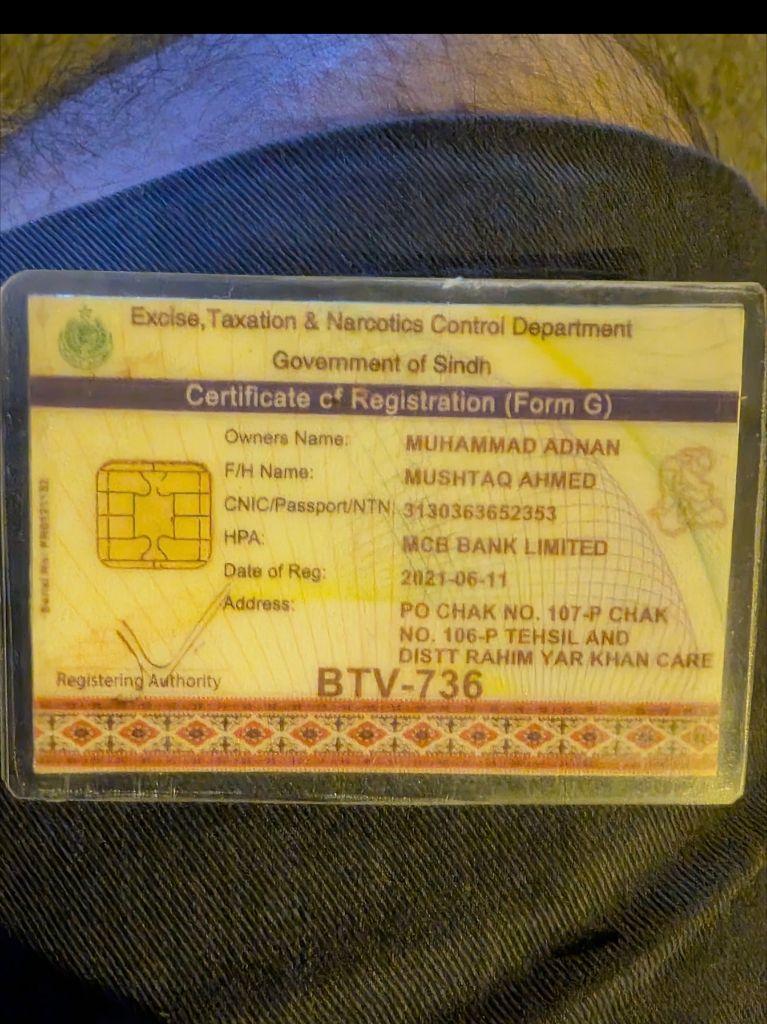 Excise,Taxation & Narcotics Control Department
Government of Sindh
Certificate of Registration (Form G)
Owners Name: MUHAMMAD ADNAN
F/H Name: MUSHTAQ AHMED
CNIC/Passport/NTN: 3130363652353
HPA: MCB BANK LIMITED
Date of Reg: 2021-06-11
Address: PO CHAK NO. 107-P CHAK
NO. 106-P TEHSIL AND
DISTT RAHIM YAR KHAN CARE
Registering Authority
BTV-736
Serial No.